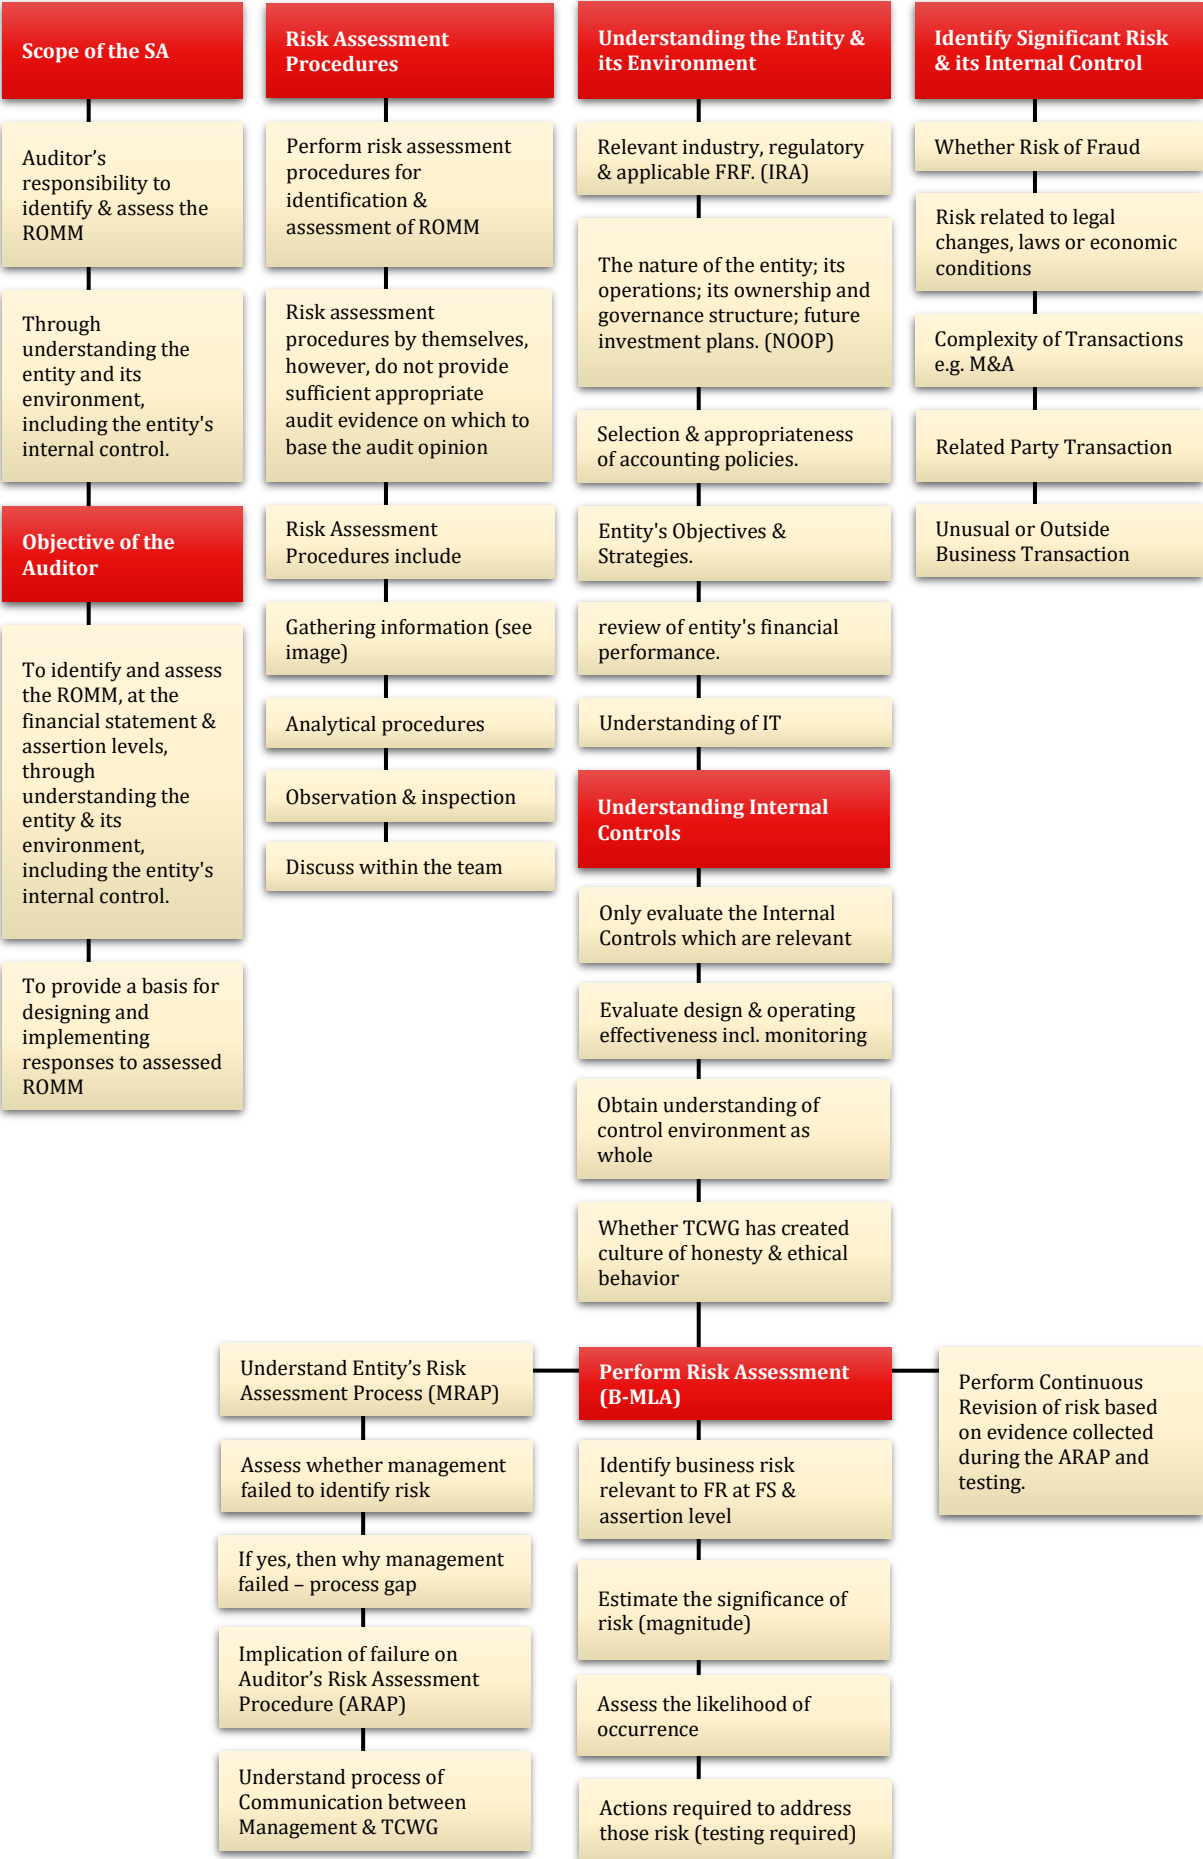 Scope of the SA
Auditor’s
responsibility to
identify & assess the
ROMM
Through
understanding the
entity and its
environment,
including the entity's
internal control.
Objective of the
Auditor
To identify and assess
the ROMM, at the
financial statement &
assertion levels,
through
understanding the
entity & its
environment,
including the entity's
internal control.
To provide a basis for
designing and
implementing
responses to assessed
ROMM
Risk Assessment
Procedures
Perform risk assessment
procedures for
identification &
assessment of ROMM
Risk assessment
procedures by themselves,
however, do not provide
sufficient appropriate
audit evidence on which to
base the audit opinion
Risk Assessment
Procedures include
Gathering information (see
image)
Analytical procedures
Observation & inspection
Discuss within the team
Understanding the Entity &
its Environment
Relevant industry, regulatory
& applicable FRF. (IRA)
The nature of the entity; its
operations; its ownership and
governance structure; future
investment plans. (NOOP)
Selection & appropriateness
of accounting policies.
Entity's Objectives &
Strategies.
review of entity's financial
performance.
Understanding of IT
Understanding Internal
Controls
Only evaluate the Internal
Controls which are relevant
Evaluate design & operating
effectiveness incl. monitoring
Obtain understanding of
control environment as
whole
Whether TCWG has created
culture of honesty & ethical
behavior
Identify Significant Risk
& its Internal Control
Whether Risk of Fraud
Risk related to legal
changes, laws or economic
conditions
Complexity of Transactions
e.g. M&A
Related Party Transaction
Unusual or Outside
Business Transaction
Understand Entity’s Risk
Assessment Process (MRAP)
Assess whether management
failed to identify risk
If yes, then why management
failed – process gap
Implication of failure on
Auditor’s Risk Assessment
Procedure (ARAP)
Understand process of
Communication between
Management & TCWG
Perform Risk Assessment
(B-MLA)
Identify business risk
relevant to FR at FS &
assertion level
Estimate the significance of
risk (magnitude)
Assess the likelihood of
occurrence
Actions required to address
those risk (testing required)
Perform Continuous
Revision of risk based
on evidence collected
during the ARAP and
testing.